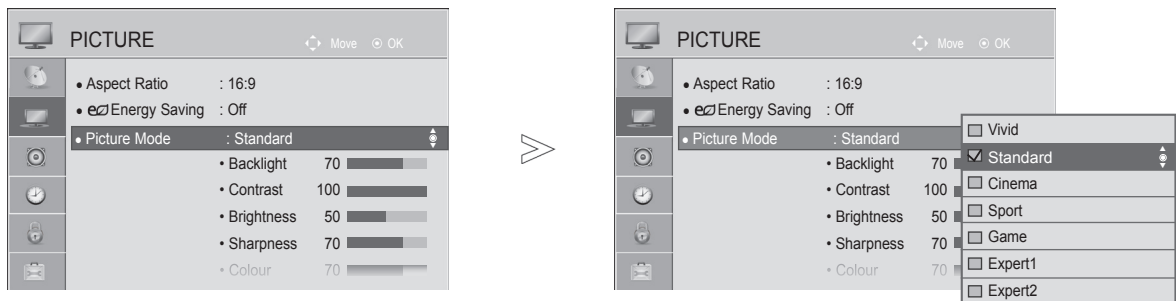 PICTURE
Move OK
• Aspect Ratio : 16:9
• eco Energy Saving : Off
• Picture Mode : Standard
• Backlight 70
• Contrast 100
• Brightness 50
• Sharpness 70
• Colour 70
>
PICTURE
Move OK
• Aspect Ratio : 16:9
• eco Energy Saving : Off
• Picture Mode : Standard
• Backlight 70
• Contrast 100
• Brightness 50
• Sharpness 70
• Colour 70
Vivid
Standard
Cinema
Sport
Game
Expert1
Expert2